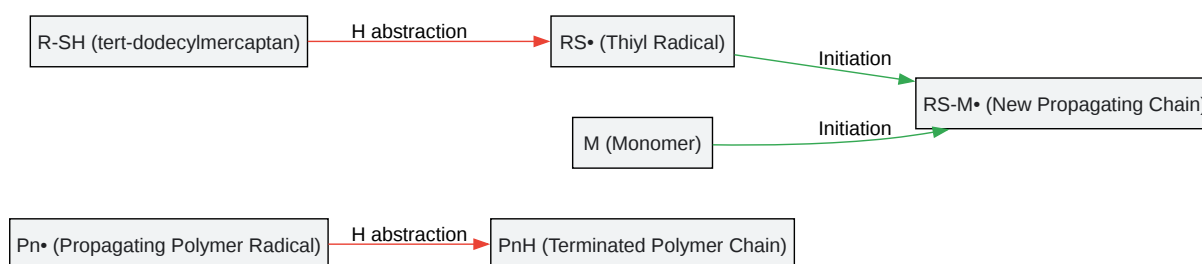 R-SH (tert-dodecylmercaptan)
H abstraction
RS• (Thiyl Radical)
Initiation
RS-M• (New Propagating Chain)
M (Monomer)
Initiation
Pn• (Propagating Polymer Radical)
H abstraction
PnH (Terminated Polymer Chain)